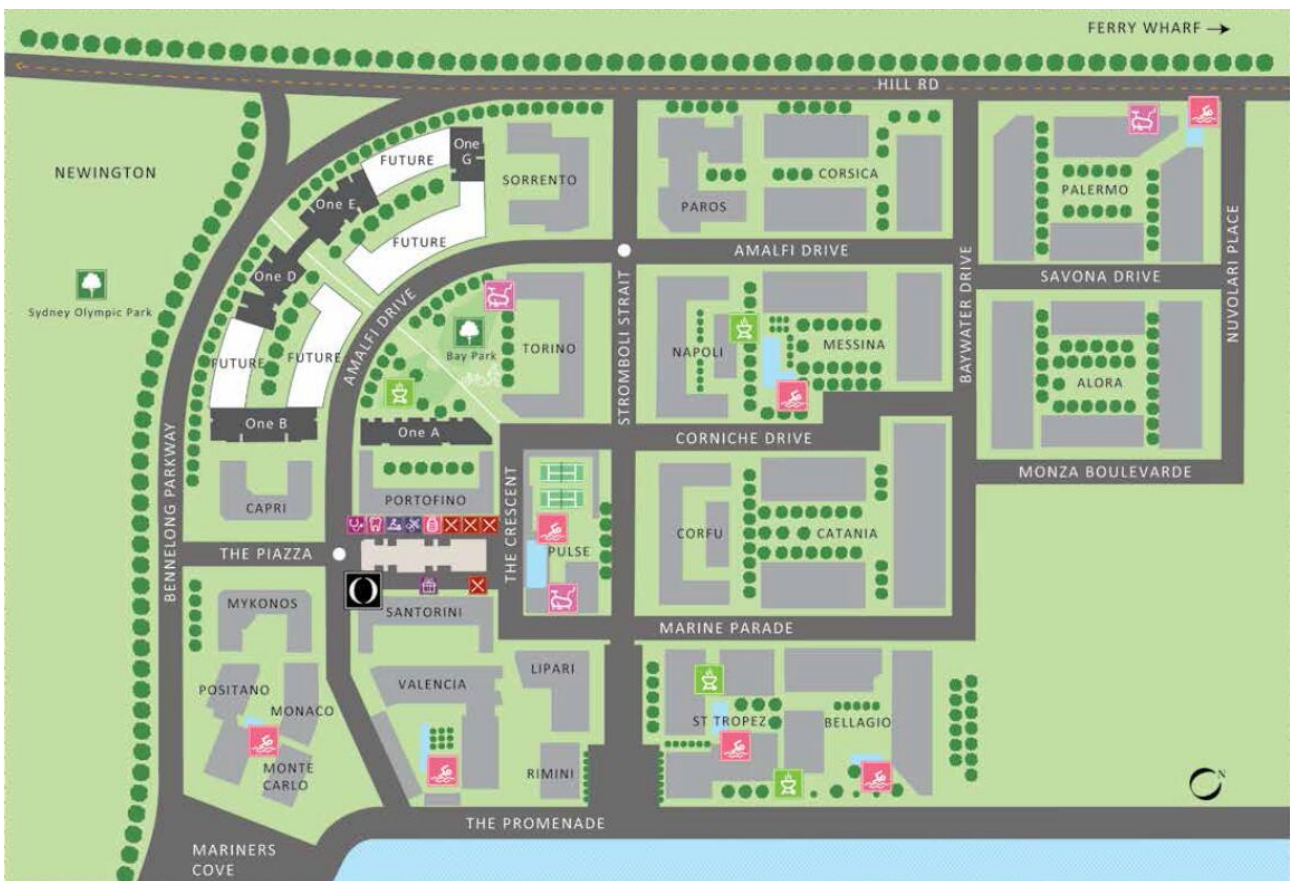 FERRY WHARF
HILL RD
NEWINGTON
Sydney Olympic Park
One
G
FUTURE
One E
FUTURE
One D
FUTURE
FUTURE
One B
SORRENTO
PAROS
CORSICA
PALERMO
NUVOLARI PLACE
AMALFI DRIVE
SAVONA DRIVE
BAYWATER DRIVE
STROMBOLI STRAIT
AMALFI DRIVE
Bay Park
TORINO
NAPOLI
MESSINA
ALORA
BENNELONG PARKWAY
One A
CORNICHE DRIVE
MONZA BOULEVARDE
CAPRI
PORTOFINO
THE CRESCENT
PULSE
CORFU
CATANIA
THE PIAZZA
O
MYKONOS
SANTORINI
MARINE PARADE
POSITANO
MONACO
MONTE
CARLO
VALENCIA
LIPARI
RIMINI
ST TROPEZ
BELLAGIO
N
THE PROMENADE
MARINERS
COVE